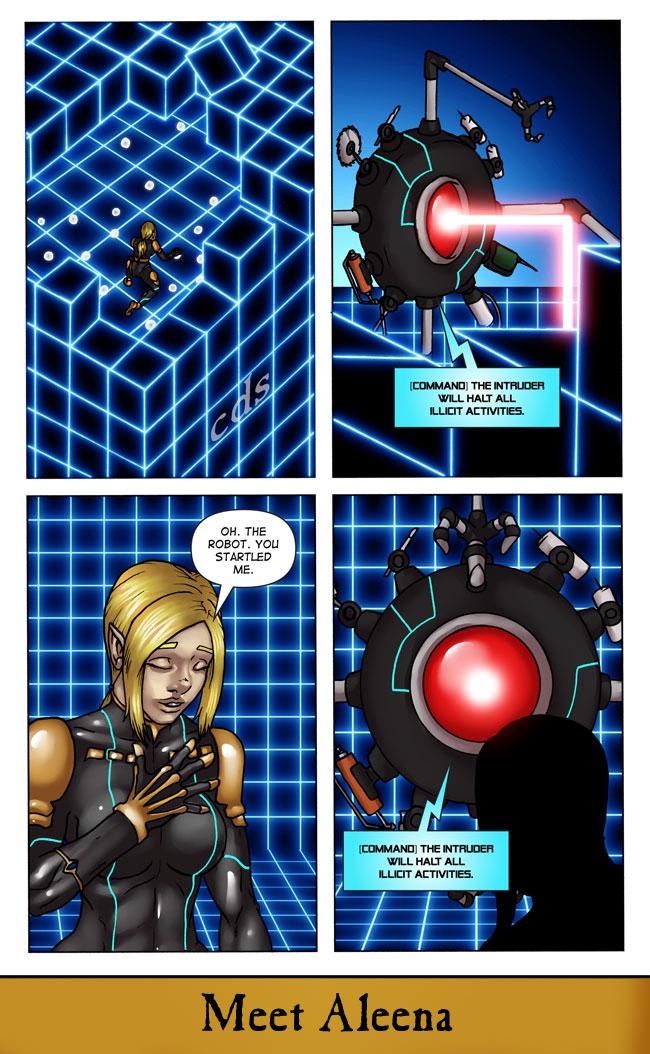 cds
[COMMAND] THE INTRUDER
WILL HALT ALL
ILLICIT ACTIVITIES.
OH. THE
ROBOT. YOU
STARTLED
ME.
[COMMAND] THE INTRUDER
WILL HALT ALL
ILLICIT ACTIVITIES.
Meet Aleena